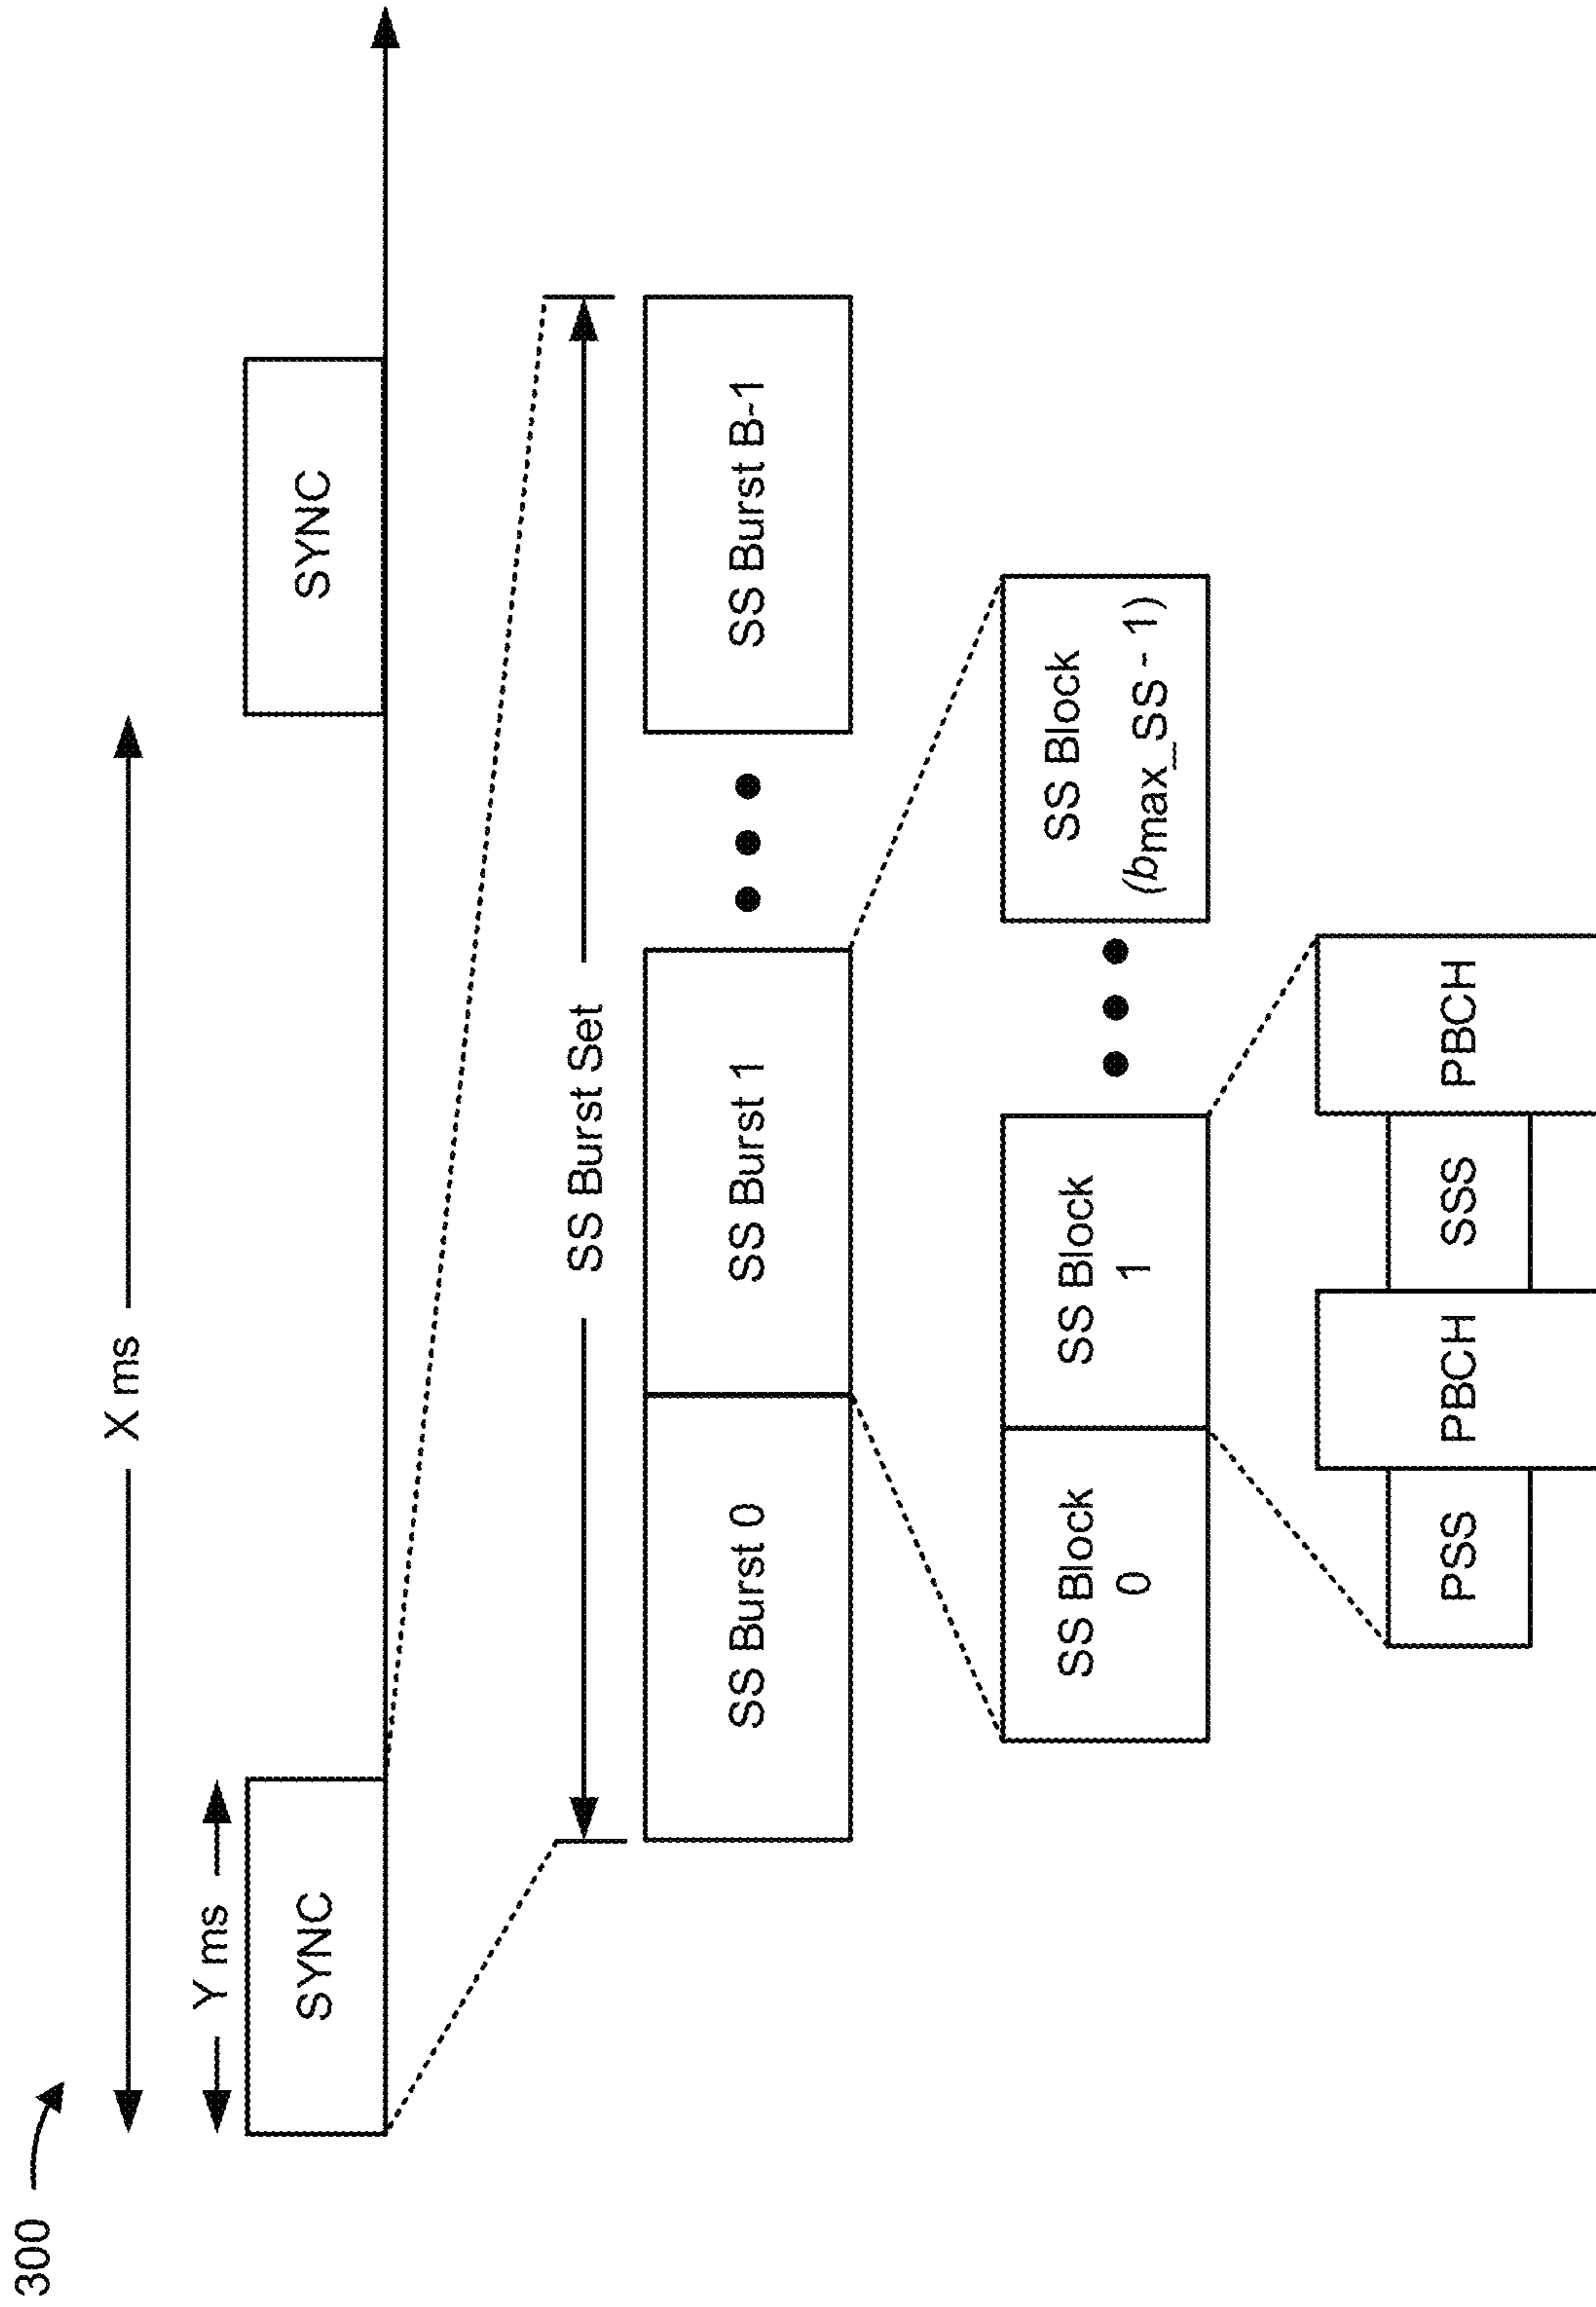 300
X ms
Y ms
SYNC
SYNC
SS Burst Set
SS Burst 0
SS Burst 1
SS Burst B-1
SS Block
0
SS Block
1
SS Block
(bmax_SS - 1)
PSS
PBCH
SSS
PBCH